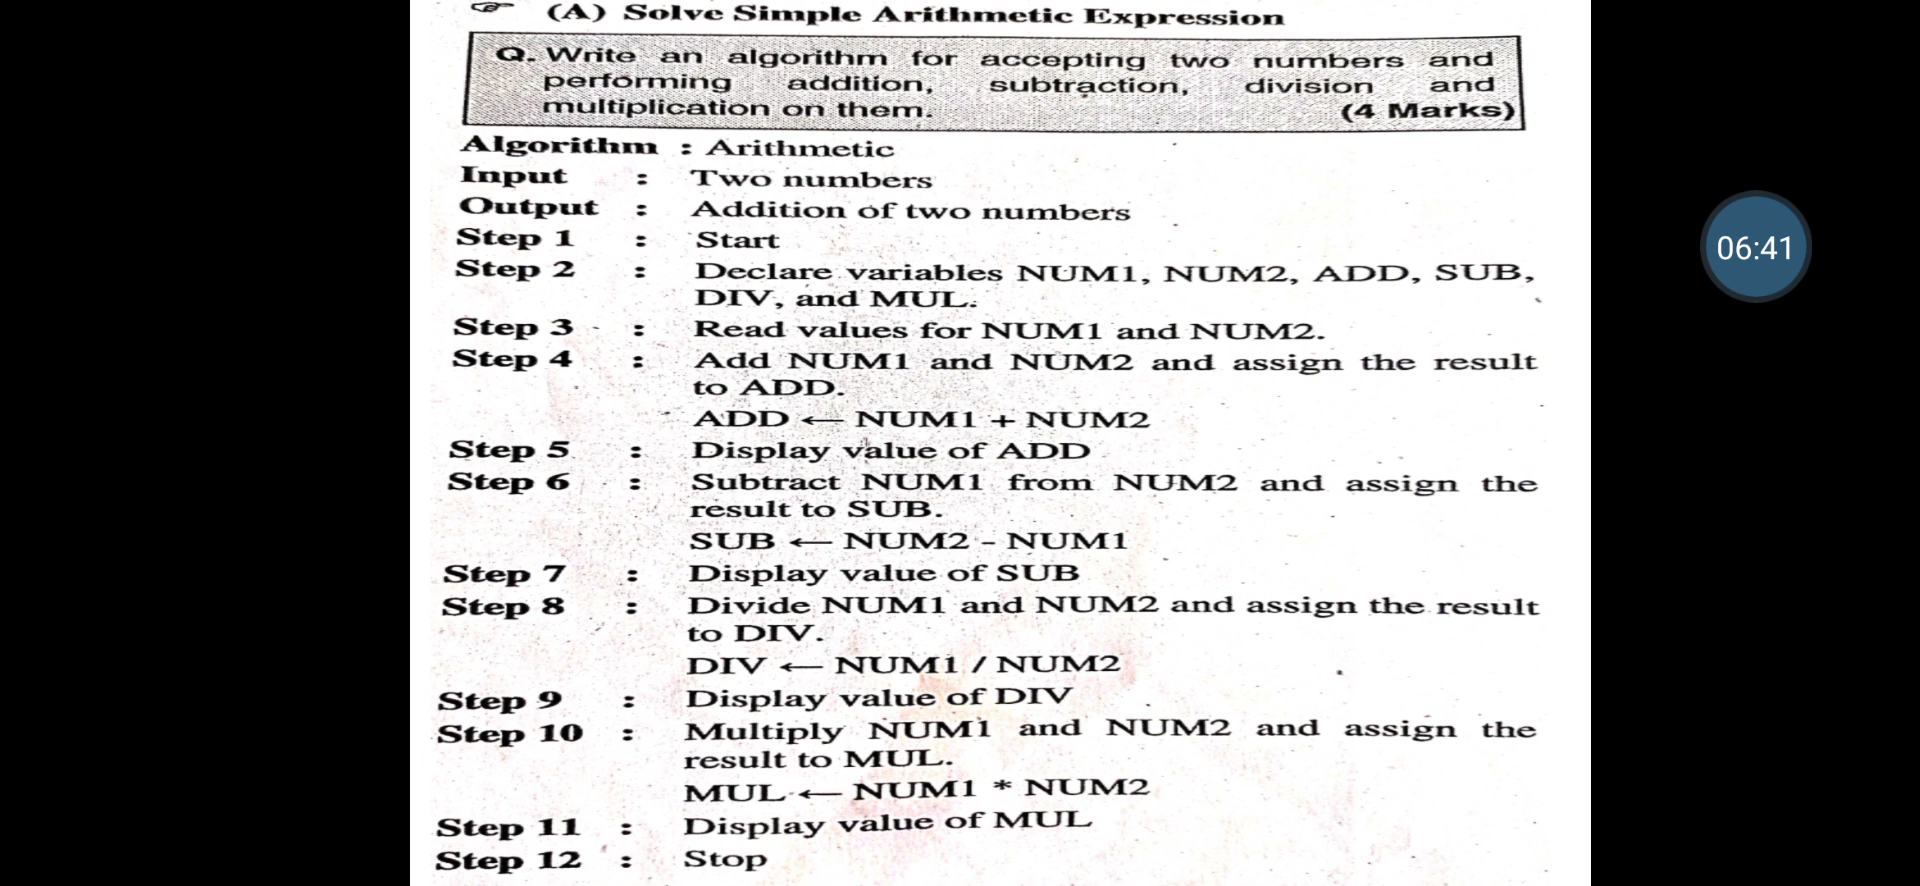 (A) Solve Simple Arithmetic Expression
Q. Write an algorithm for accepting two numbers and
performing addition, subtraction, division and
multiplication on them. (4 Marks)
Algorithm : Arithmetic
Input : Two numbers
Output : Addition of two numbers
Step 1 : Start
Step 2 : Declare variables NUM1, NUM2, ADD, SUB,
DIV, and MUL.
Step 3 : Read values for NUM1 and NUM2.
Step 4 : Add NUM1 and NUM2 and assign the result
to ADD.
ADD ← NUM1 + NUM2
Step 5 : Display value of ADD
Step 6 : Subtract NUM1 from NUM2 and assign the
result to SUB.
SUB ← NUM2 - NUM1
Step 7 : Display value of SUB
Step 8 : Divide NUM1 and NUM2 and assign the result
to DIV.
DIV ← NUM1 / NUM2
Step 9 : Display value of DIV
Step 10 : Multiply NUM1 and NUM2 and assign the
result to MUL.
MUL ← NUM1 * NUM2
Step 11 : Display value of MUL
Step 12 : Stop
06:41